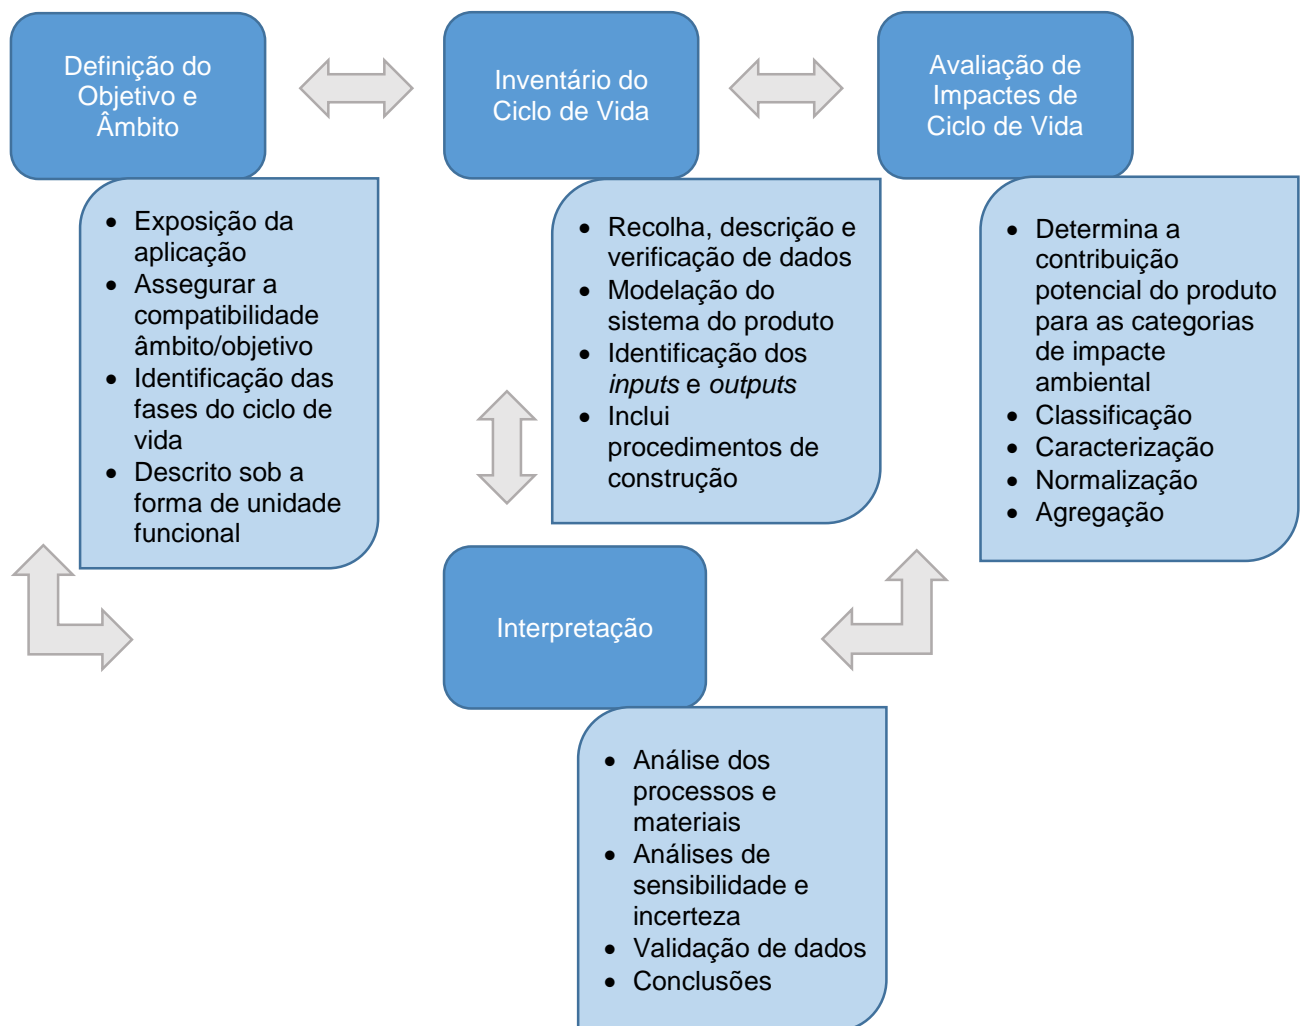 Definição do
Objetivo e
Âmbito
Inventário do
Ciclo de Vida
Avaliação de
Impactes de
Ciclo de Vida
• Exposição da
aplicação
• Assegurar a
compatibilidade
âmbito/objetivo
• Identificação das
fases do ciclo de
vida
• Descrito sob a
forma de unidade
funcional
• Recolha, descrição e
verificação de dados
• Modelação do
sistema do produto
• Identificação dos
inputs e outputs
• Inclui
procedimentos de
construção
• Determina a
contribuição
potencial do produto
para as categorias
de impacte
ambiental
• Classificação
• Caracterização
• Normalização
• Agregação
Interpretação
• Análise dos
processos e
materiais
• Análises de
sensibilidade e
incerteza
• Validação de dados
• Conclusões